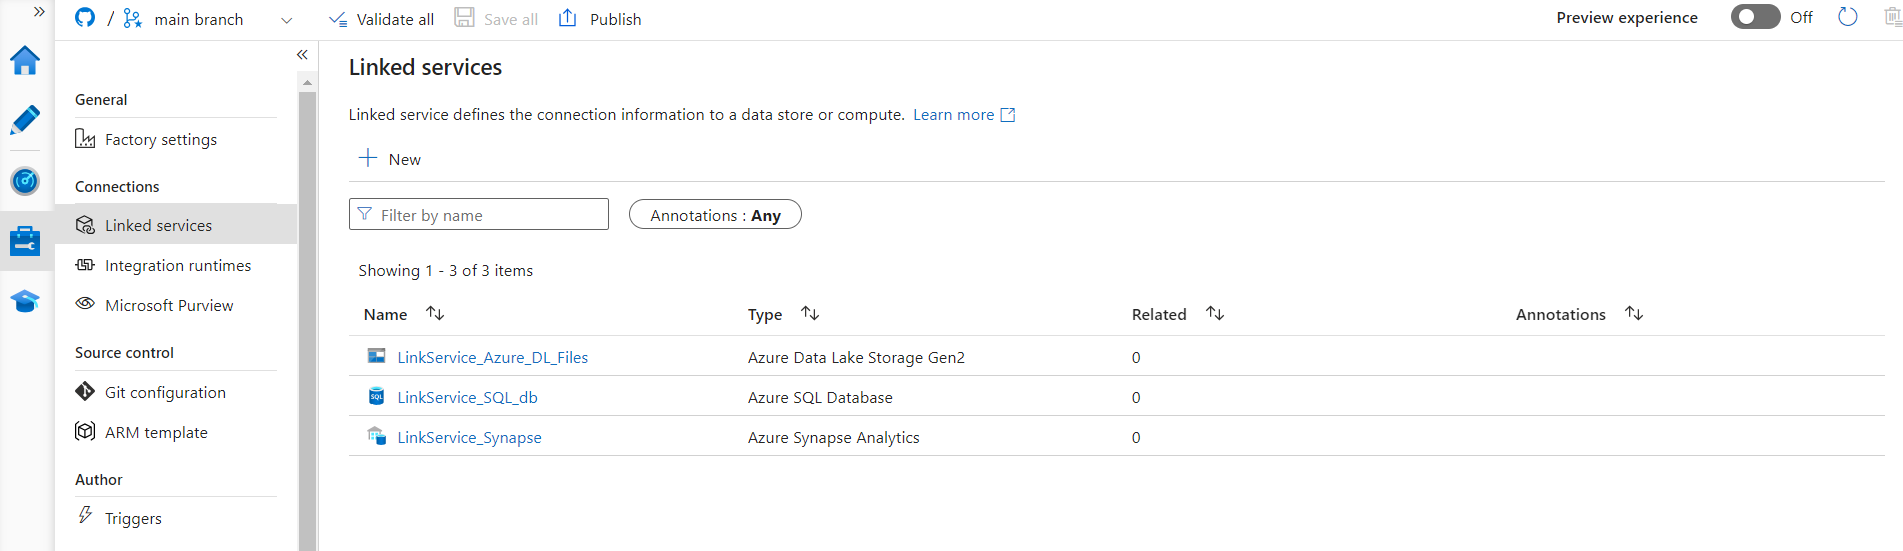 » / main branch Validate all Save all Publish Preview experience Off
«
General
Factory settings
Connections
Linked services
Integration runtimes
Microsoft Purview
Source control
Git configuration
ARM template
Author
Triggers
Linked services
Linked service defines the connection information to a data store or compute. Learn more
+ New
Filter by name Annotations : Any
Showing 1 - 3 of 3 items
Name Type Related Annotations
LinkService_Azure_DL_Files Azure Data Lake Storage Gen2 0
SQL LinkService_SQL_db Azure SQL Database 0
LinkService_Synapse Azure Synapse Analytics 0